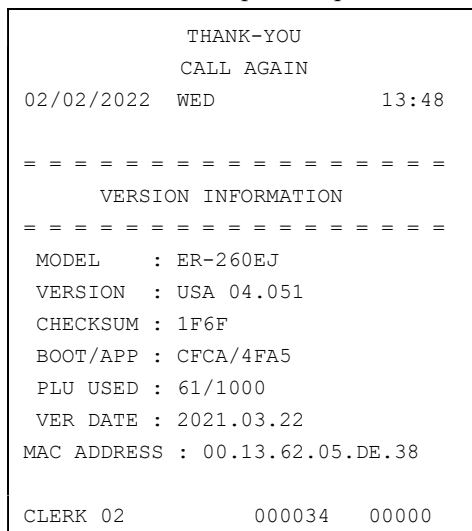 THANK-YOU
CALL AGAIN
02/02/2022 WED 13:48
= = = = = = = = = = = = = = = = =
VERSION INFORMATION
= = = = = = = = = = = = = = = = =
MODEL : ER-260EJ
VERSION : USA 04.051
CHECKSUM : 1F6F
BOOT/APP : CFCA/4FA5
PLU USED : 61/1000
VER DATE : 2021.03.22
MAC ADDRESS : 00.13.62.05.DE.38
CLERK 02 000034 00000